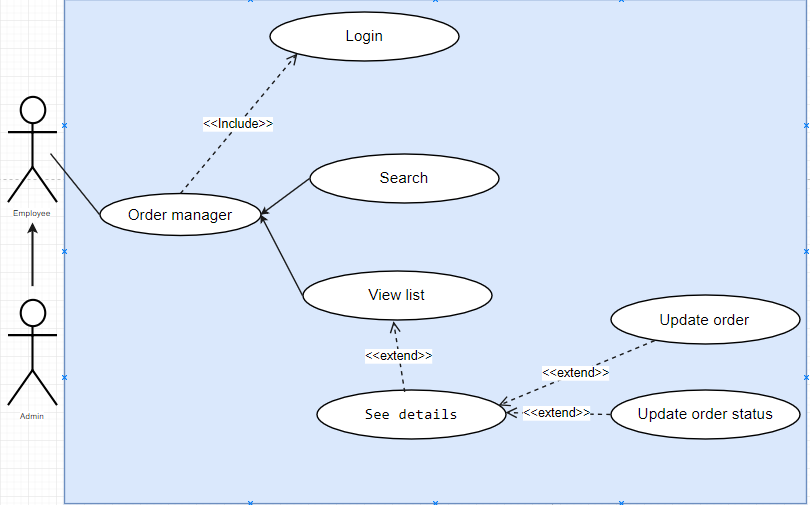 Login
<<Include>>
Search
Employee
Order manager
View list
Update order
<<extend>>
<<extend>>
See details
<<extend>>
Update order status
Admin